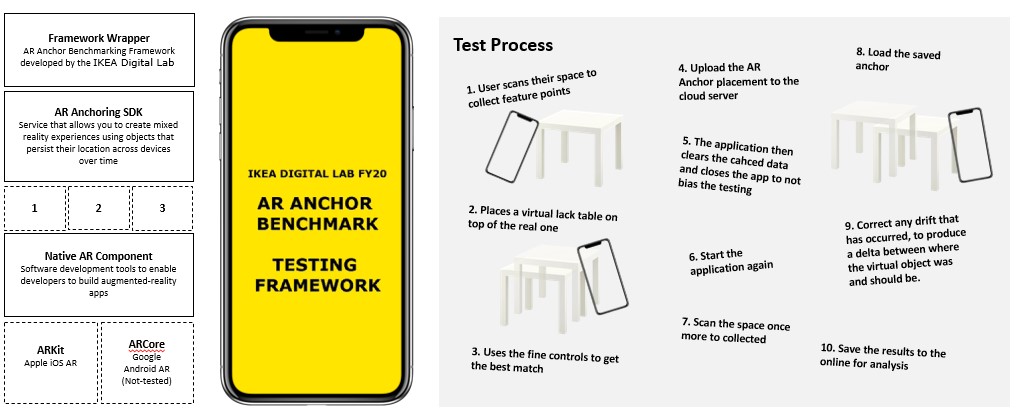 Framework Wrapper
AR Anchor Benchmarking Framework
developed by the IKEA Digital Lab
AR Anchoring SDK
Service that allows you to create mixed
reality experiences using objects that
persist their location across devices
over time
1
2
3
Native AR Component
Software development tools to enable
developers to build augmented-reality
apps
ARKit
Apple iOS AR
ARCore
Google
Android AR
(Not-tested)
IKEA DIGITAL LAB FY20
AR ANCHOR
BENCHMARK
TESTING
FRAMEWORK
Test Process
1. User scans their space to
collect feature points
2. Places a virtual lack table on
top of the real one
3. Uses the fine controls to get
the best match
4. Upload the AR
Anchor placement to the
cloud server
5. The application then
clears the cahced data
and closes the app to not
bias the testing
6. Start the
application again
7. Scan the space once
more to collected
8. Load the saved
anchor
9. Correct any drift that
has occurred, to produce
a delta between where
the virtual object was
and should be.
10. Save the results to the
online for analysis